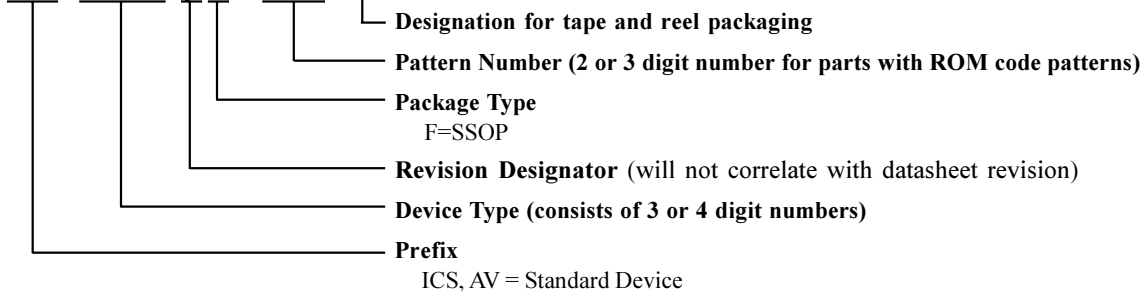 Designation for tape and reel packaging
Pattern Number (2 or 3 digit number for parts with ROM code patterns)
Package Type
F=SSOP
Revision Designator (will not correlate with datasheet revision)
Device Type (consists of 3 or 4 digit numbers)
Prefix
ICS, AV = Standard Device